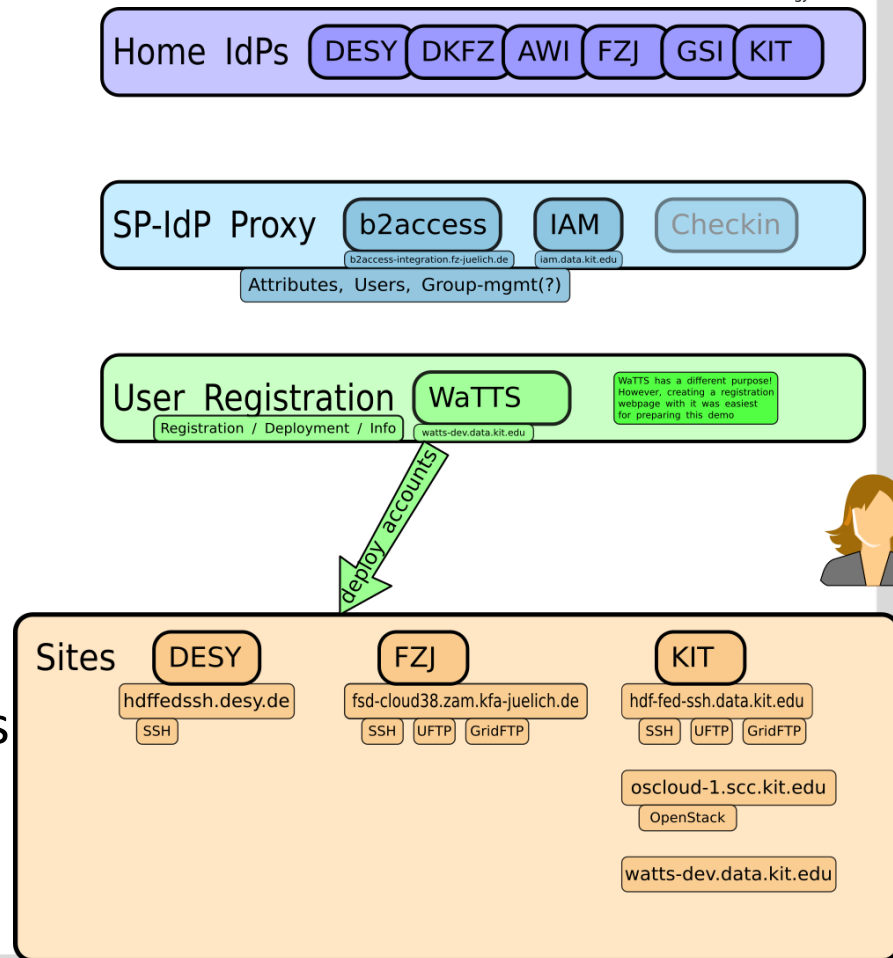 gy
Home IdPs DESY DKFZ AWI FZJ GSI KIT
SP-IdP Proxy b2access IAM Checkin
b2access-integration.fz-juelich.de iam.data.kit.edu
Attributes, Users, Group-mgmt(?)
User Registration WaTTS
WaTTS has a different purpose!
However, creating a registration
webpage with it was easiest
for preparing this demo
Registration / Deployment / Info watts-dev.data.kit.edu
deploy accounts
Sites DESY FZJ KIT
hdffedssh.desy.de fsd-cloud38.zam.kfa-juelich.de hdf-fed-ssh.data.kit.edu
s
SSH SSH UFTP GridFTP SSH UFTP GridFTP
oscloud-1.scc.kit.edu
OpenStack
watts-dev.data.kit.edu